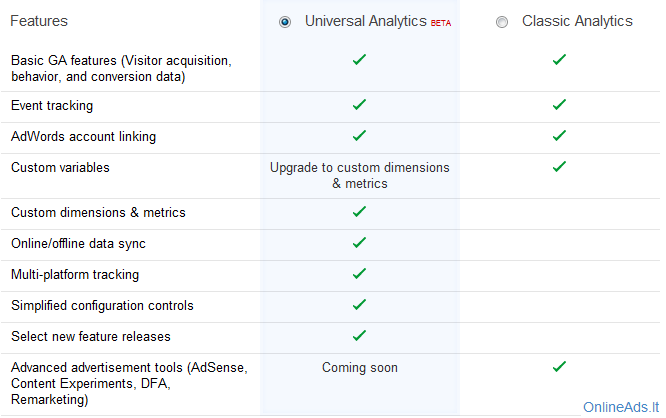 Features Universal Analytics BETA Classic Analytics
Basic GA features (Visitor acquisition,
behavior, and conversion data)
Event tracking
AdWords account linking
Custom variables Upgrade to custom dimensions
& metrics
Custom dimensions & metrics
Online/offline data sync
Multi-platform tracking
Simplified configuration controls
Select new feature releases
Advanced advertisement tools (AdSense, Coming soon
Content Experiments, DFA,
Remarketing)
OnlineAds.lt